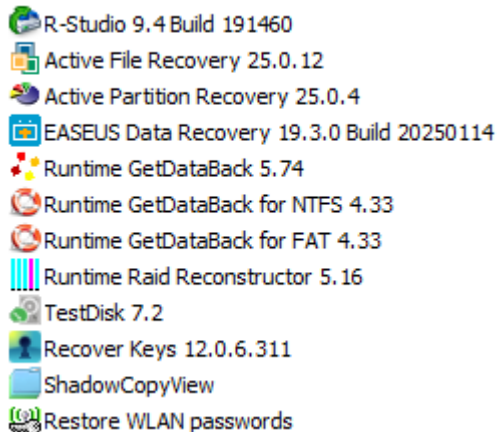 R-Studio 9.4 Build 191460
Active File Recovery 25.0.12
Active Partition Recovery 25.0.4
EASEUS Data Recovery 19.3.0 Build 20250114
Runtime GetDataBack 5.74
Runtime GetDataBack for NTFS 4.33
Runtime GetDataBack for FAT 4.33
Runtime Raid Reconstructor 5.16
TestDisk 7.2
Recover Keys 12.0.6.311
ShadowCopyView
Restore WLAN passwords